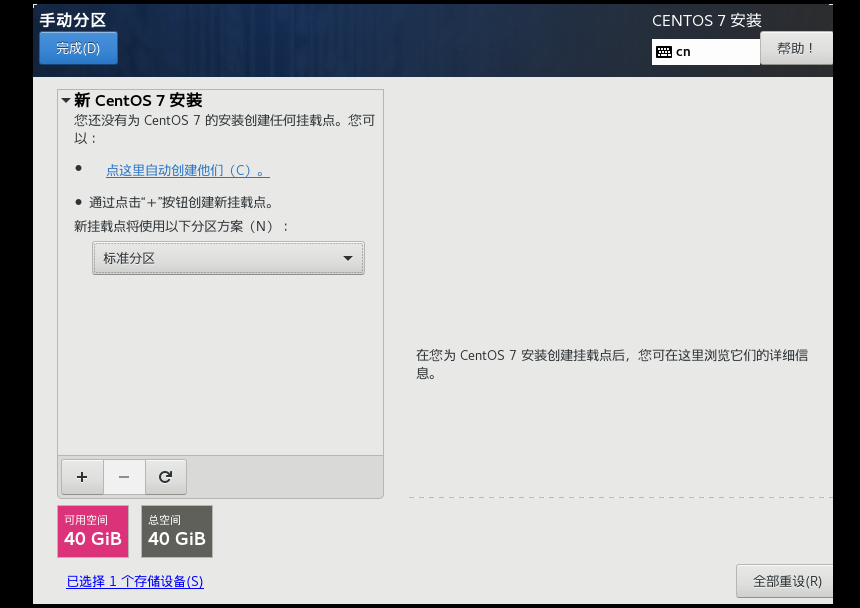 手动分区
CENTOS 7 安装
完成(D)
cn
帮助！
新 CentOS 7 安装
您还没有为 CentOS 7 的安装创建任何挂载点。您可
以：
点这里自动创建他们（C）。
通过点击“+”按钮创建新挂载点。
新挂载点将使用以下分区方案（N）：
标准分区
在您为 CentOS 7 安装创建挂载点后，您可在这里浏览它们的详细信
息。
可用空间
40 GiB
总空间
40 GiB
已选择 1 个存储设备(S)
全部重设(R)